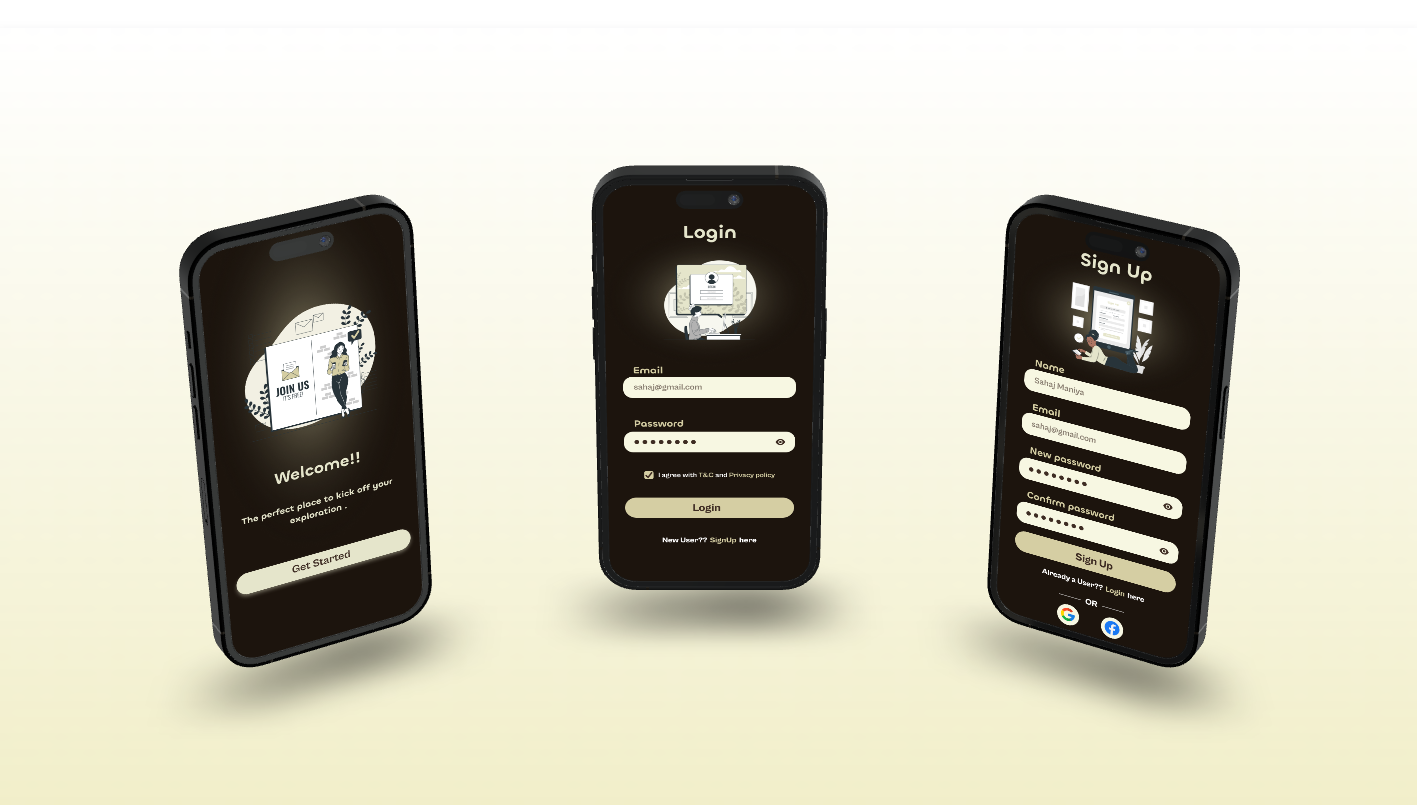 JOIN US
IT'S FREE!
Welcome!!
The perfect place to kick off your
exploration .
Get Started
Login
Email
sahaj@gmail.com
Password
I agree with T&C and Privacy policy
Login
New User?? SignUp here
Sign Up
Name
Sahaj Maniya
Email
sahaj@gmail.com
New password
Confirm password
Sign Up
Already a User?? Login here
OR